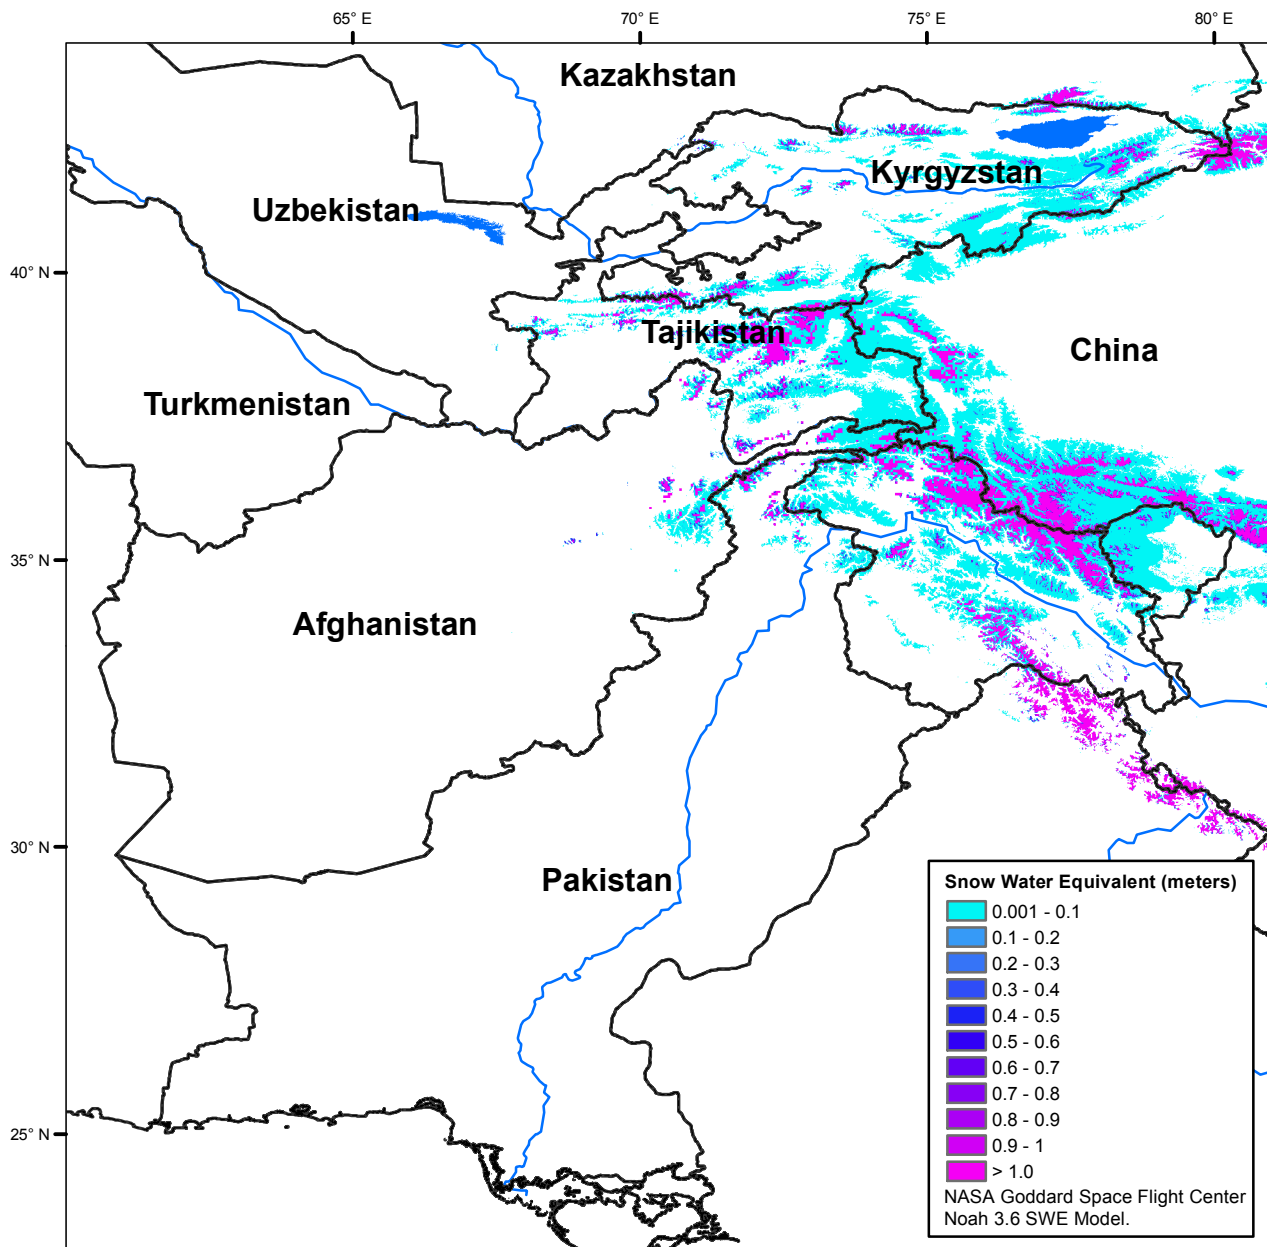 65° E
70° E
75° E
80° E
Kazakhstan
Kyrgyzstan
Uzbekistan
40° N
Tajikistan
China
Turkmenistan
35° N
Afghanistan
30° N
Pakistan
25° N
Snow Water Equivalent (meters)
0.001 - 0.1
0.1 - 0.2
0.2 - 0.3
0.3 - 0.4
0.4 - 0.5
0.5 - 0.6
0.6 - 0.7
0.7 - 0.8
0.8 - 0.9
0.9 - 1
> 1.0
NASA Goddard Space Flight Center
Noah 3.6 SWE Model.